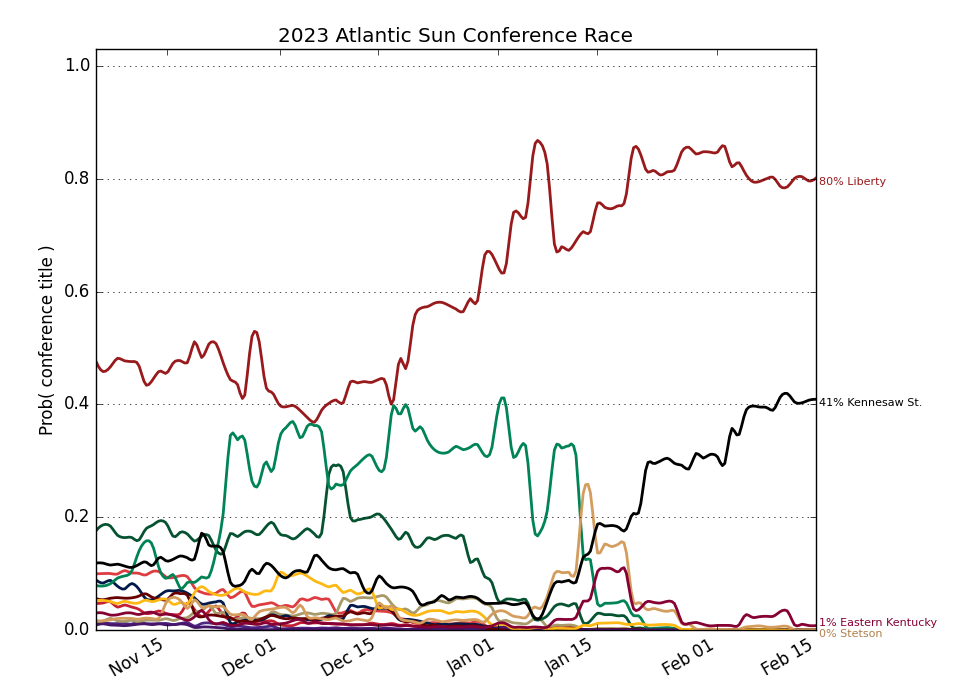 2023 Atlantic Sun Conference Race
Prob( conference title )
1.0
0.8
0.6
0.4
0.2
0.0
80% Liberty
41% Kennesaw St.
1% Eastern Kentucky
0% Stetson
Nov 15
Dec 01
Dec 15
Jan 01
Jan 15
Feb 01
Feb 15